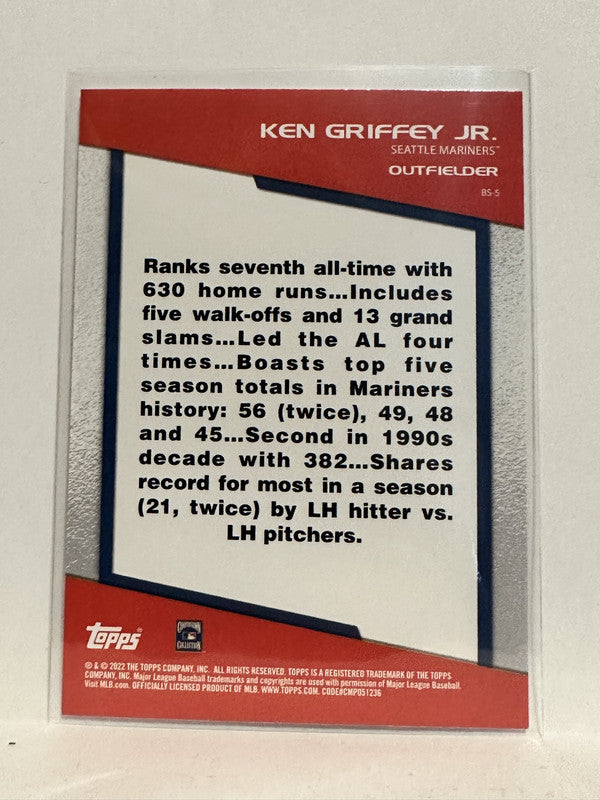 KEN GRIFFEY JR.
SEATTLE MARINERS™
OUTFIELDER
BS-5
Ranks seventh all-time with
630 home runs...Includes
five walk-offs and 13 grand
slams...Led the AL four
times...Boasts top five
season totals in Mariners
history: 56 (twice), 49, 48
and 45...Second in 1990s
decade with 382...Shares
record for most in a season
(21, twice) by LH hitter vs.
LH pitchers.
topps®
COOPERSTOWN
COLLECTION
® & © 2022 THE TOPPS COMPANY, INC. ALL RIGHTS RESERVED. TOPPS IS A REGISTERED TRADEMARK OF THE TOPPS
COMPANY, INC. Major League Baseball trademarks and copyrights are used with permission of Major League Baseball.
Visit MLB.com. OFFICIALLY LICENSED PRODUCT OF MLB. WWW.TOPPS.COM. CODE#CMP051236